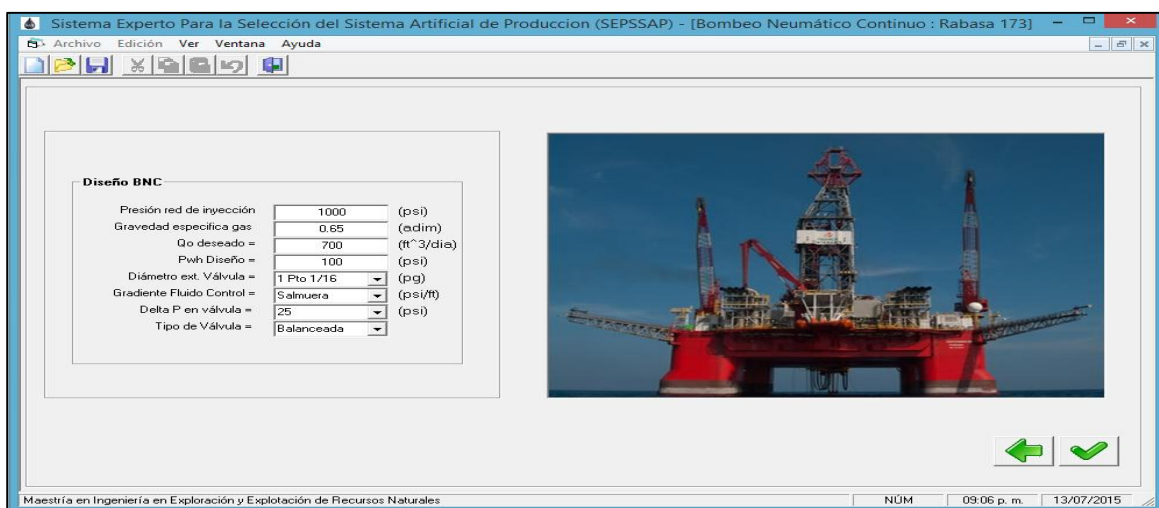 Sistema Experto Para la Selección del Sistema Artificial de Produccion (SEPSSAP) - [Bombeo Neumático Continuo : Rabasa 173]
Archivo Edición Ver Ventana Ayuda
Diseño BNC
Presión red de inyección 1000 (psi)
Gravedad especifica gas 0.65 (adim)
Qo deseado = 700 (ft^3/dia)
Pwh Diseño = 100 (psi)
Diámetro ext. Válvula = 1 Pto 1/16 (pg)
Gradiente Fluido Control = Salmuera (psi/ft)
Delta P en válvula = 25 (psi)
Tipo de Válvula = Balanceada
Maestría en Ingeniería en Exploración y Explotación de Recursos Naturales NÚM 09:06 p. m. 13/07/2015